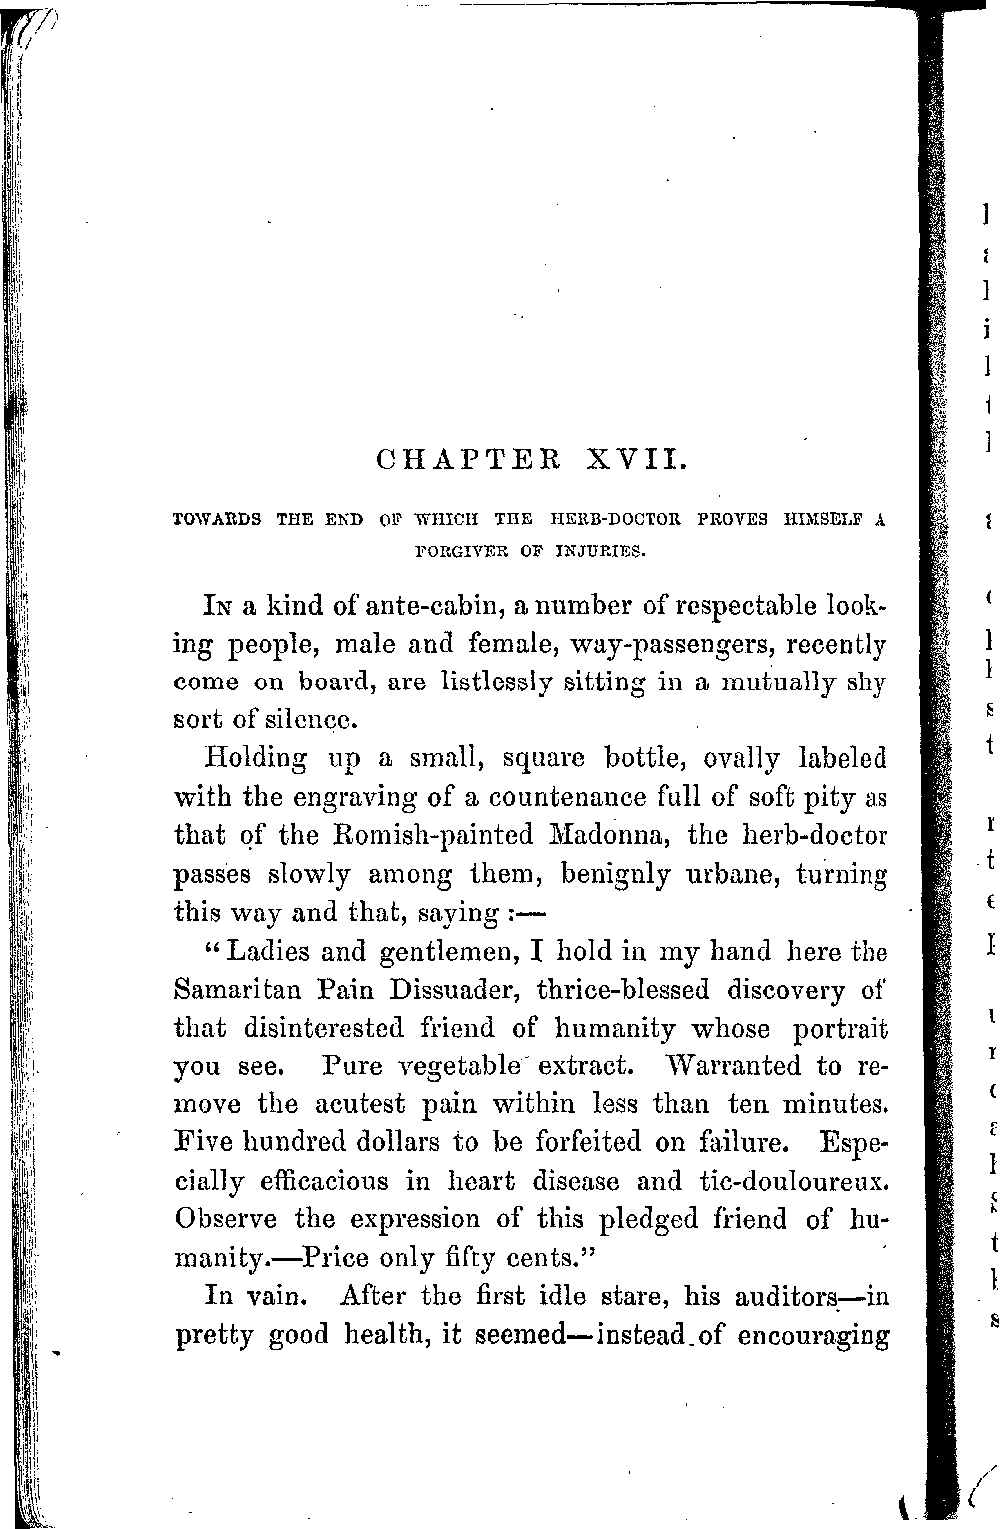 CHAPTER XVII.
TOWARDS THE END OF WHICH THE HERB-DOCTOR PROVES HIMSELF A
FORGIVER OF INJURIES.
IN a kind of ante-cabin, a number of respectable look-
ing people, male and female, way-passengers, recently
come on board, are listlessly sitting in a mutually shy
sort of silence.
Holding up a small, square bottle, ovally labeled
with the engraving of a countenance full of soft pity as
that of the Romish-painted Madonna, the herb-doctor
passes slowly among them, benignly urbane, turning
this way and that, saying :—
“Ladies and gentlemen, I hold in my hand here the
Samaritan Pain Dissuader, thrice-blessed discovery of
that disinterested friend of humanity whose portrait
you see. Pure vegetable extract. Warranted to re-
move the acutest pain within less than ten minutes.
Five hundred dollars to be forfeited on failure. Espe-
cially efficacious in heart disease and tic-douloureux.
Observe the expression of this pledged friend of hu-
manity.—Price only fifty cents.”
In vain. After the first idle stare, his auditors—in
pretty good health, it seemed—instead of encouraging